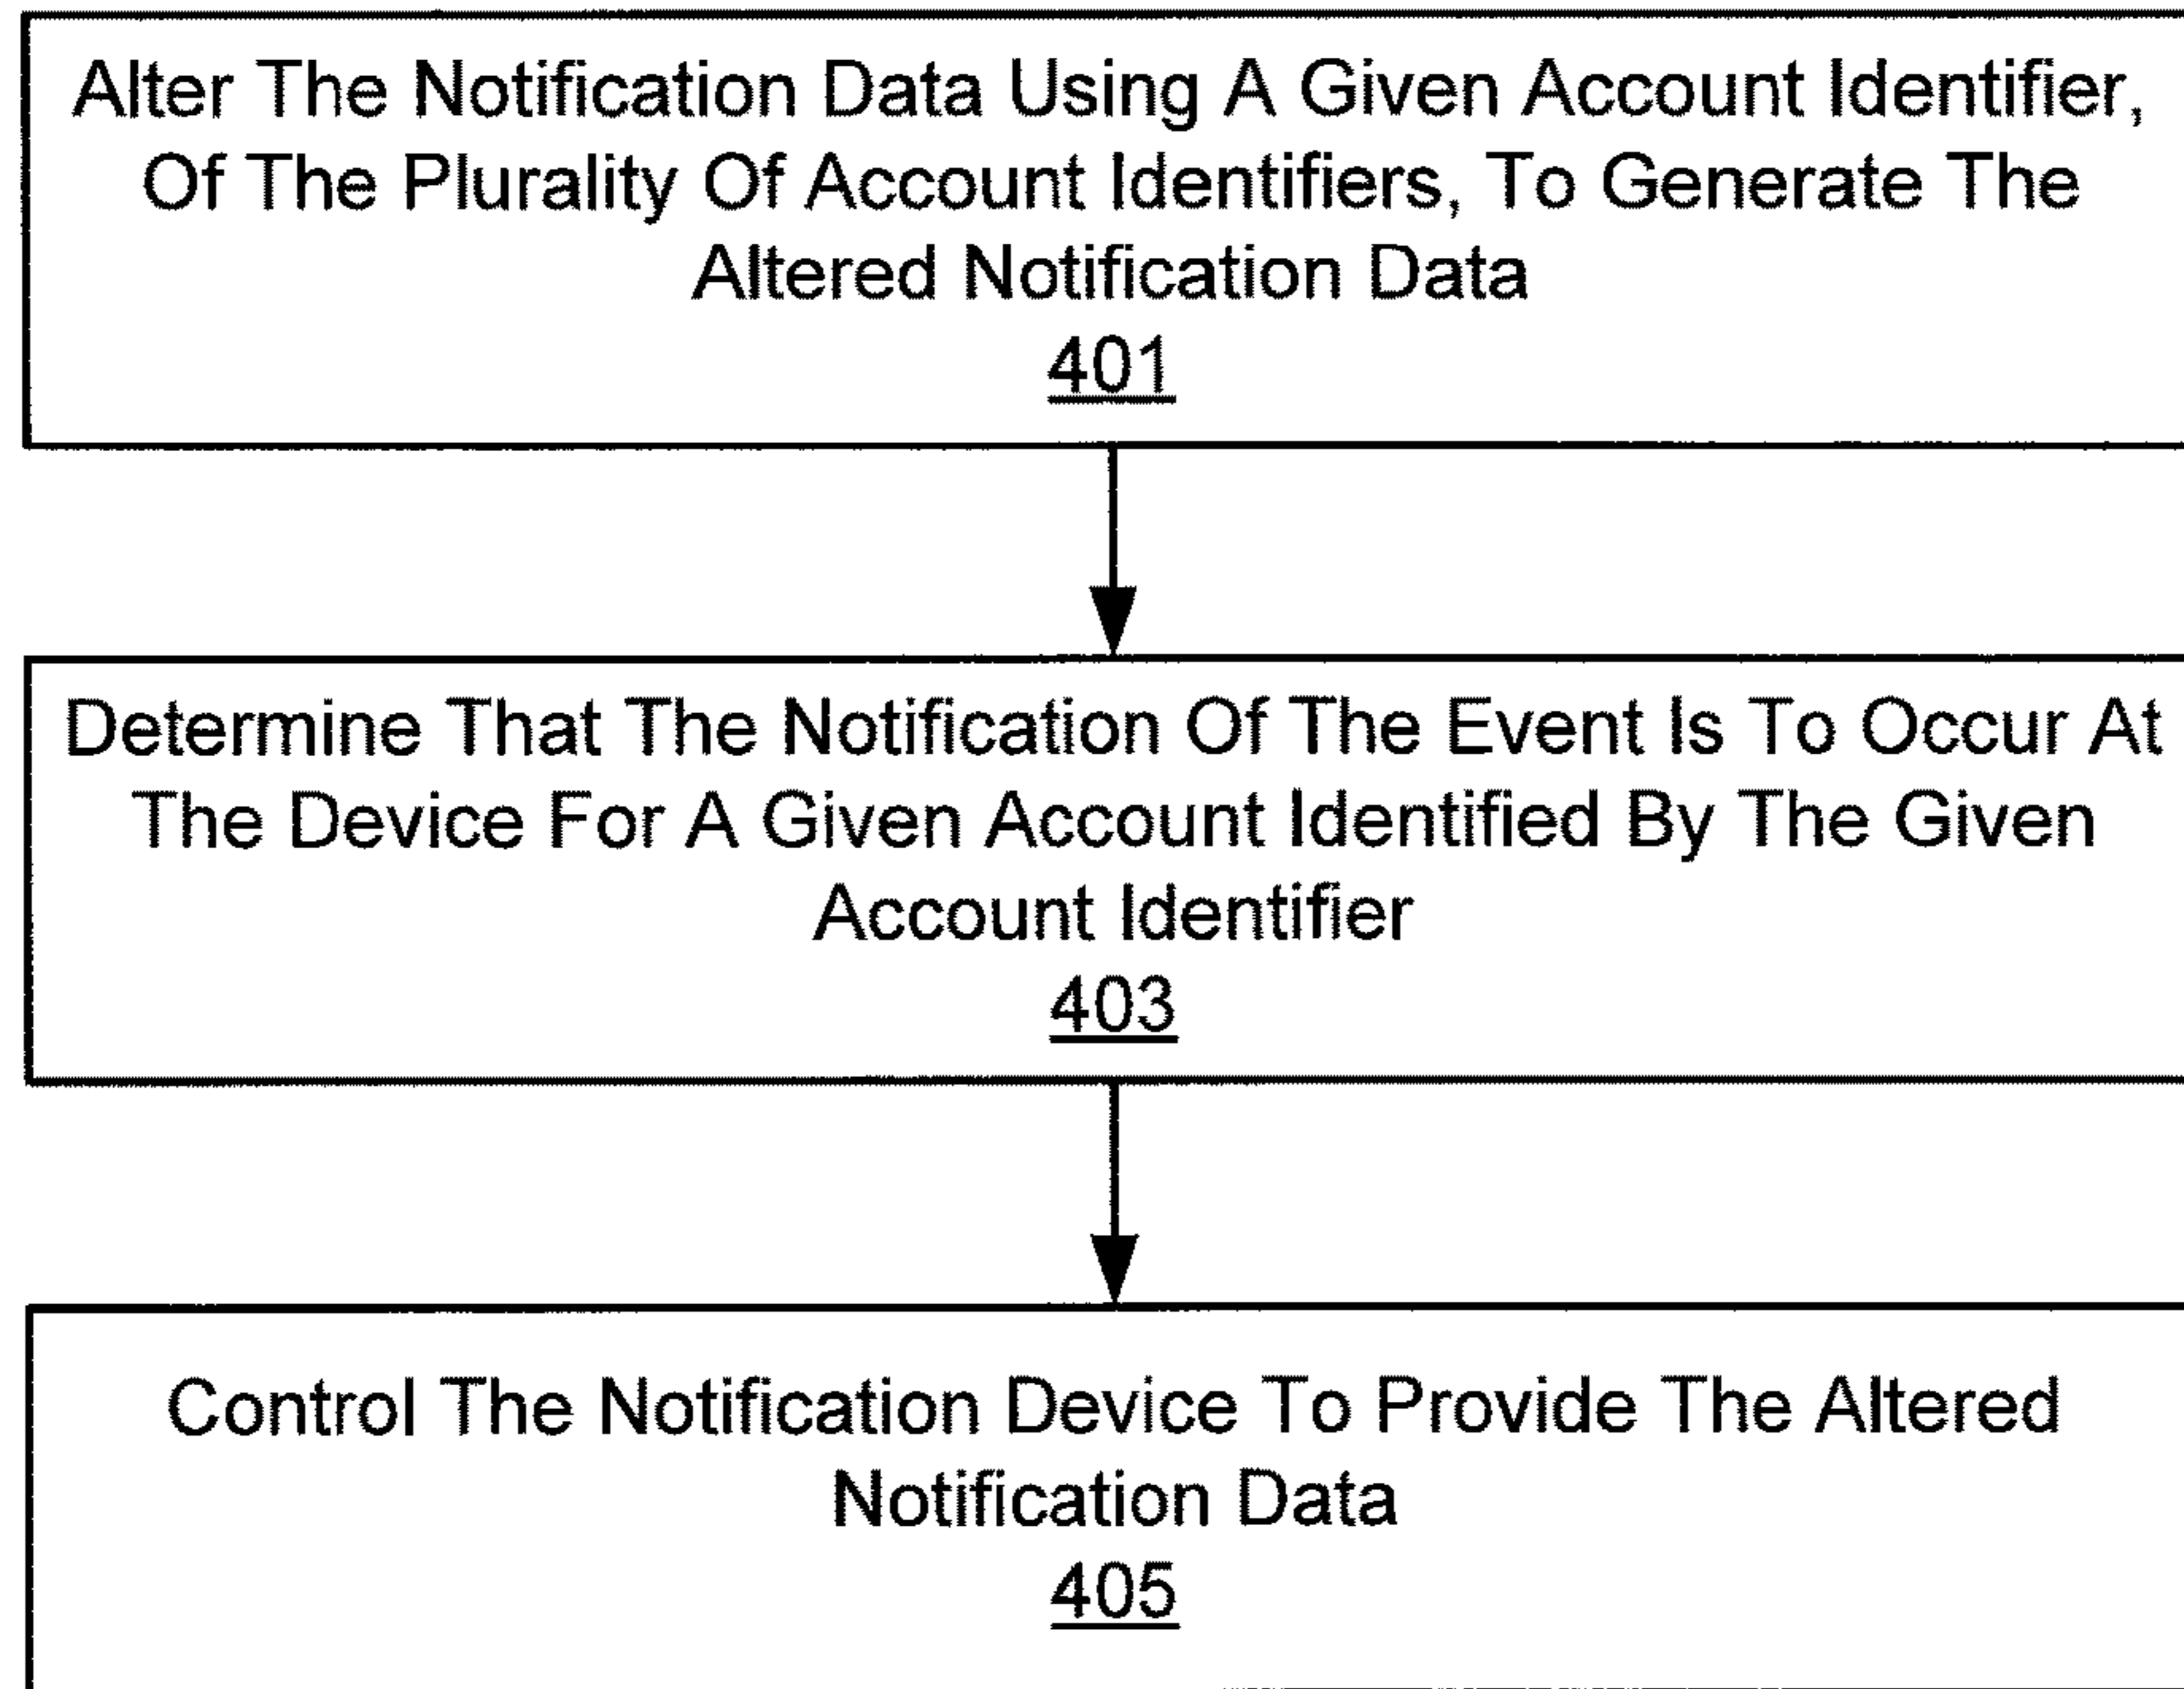 Alter The Notification Data Using A Given Account Identifier,
Of The Plurality Of Account Identifiers, To Generate The
Altered Notification Data
401
Determine That The Notification Of The Event Is To Occur At
The Device For A Given Account Identified By The Given
Account Identifier
403
Control The Notification Device To Provide The Altered
Notification Data
405